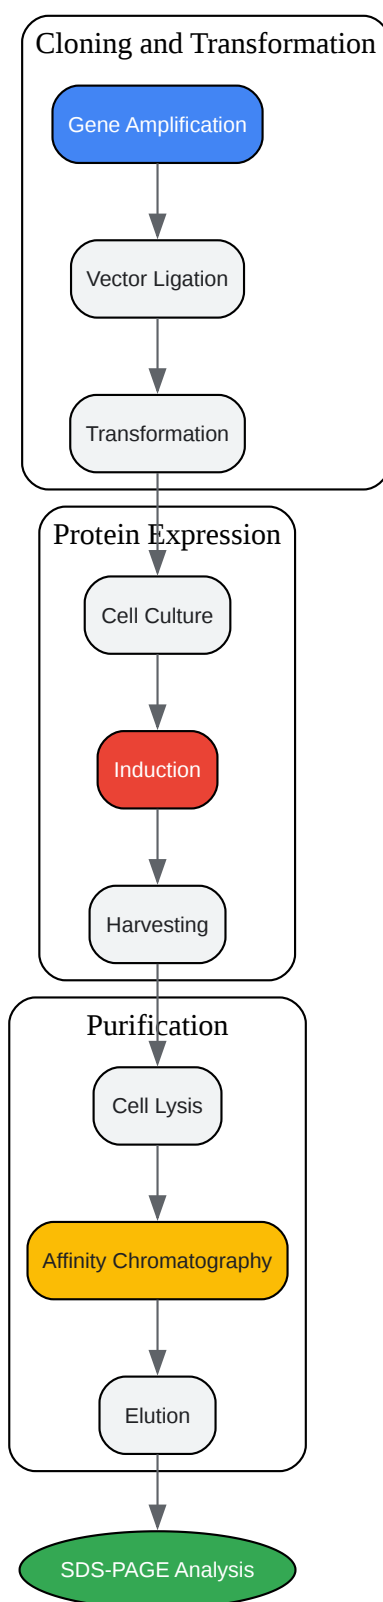 Cloning and Transformation
Gene Amplification
Vector Ligation
Transformation
Protein Expression
Cell Culture
Induction
Harvesting
Purification
Cell Lysis
Affinity Chromatography
Elution
SDS-PAGE Analysis